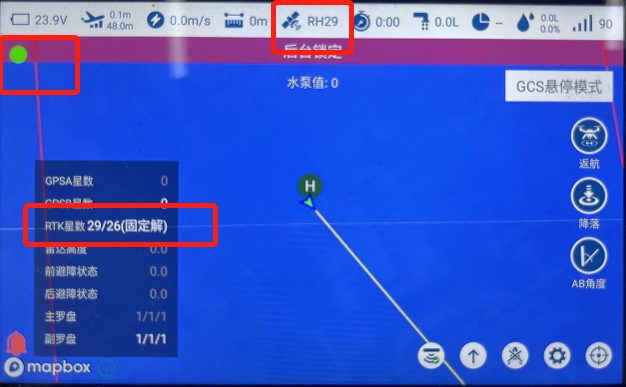 23.9V 0.1m 48.0m 0.0m/s 0m RH29 0:00 0.0L – 0.0L 0.0% 90
后台锁定
水泵值: 0
GCS悬停模式
返航
GPSA星数 0
GPSB星数 0
RTK星数 29/26(固定解)
降落
雷达高度 0.0
前避障状态 0.0
后避障状态 0.0
AB角度
主罗盘 1/1/1
副罗盘 1/1/1
H
mapbox